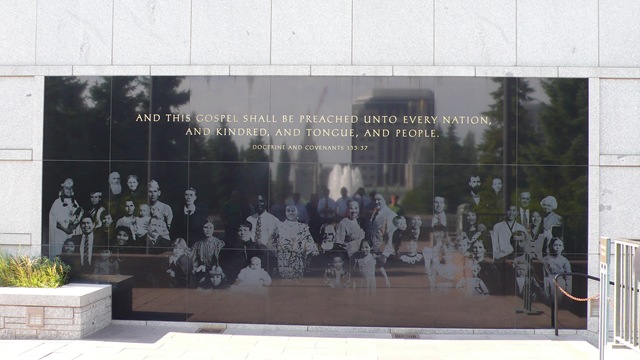 AND THIS GOSPEL SHALL BE PREACHED UNTO EVERY NATION,
AND KINDRED, AND TONGUE, AND PEOPLE.
DOCTRINE AND COVENANTS 133:37